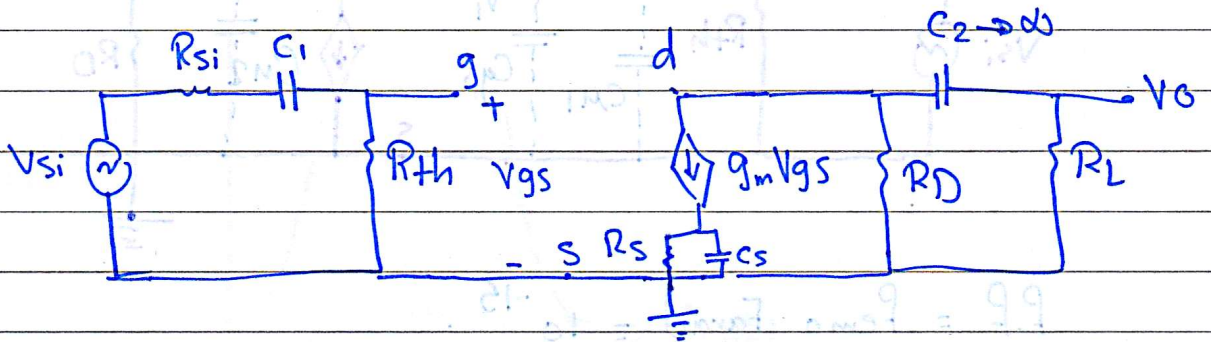 C2→∞
Rsi C1 g d
+ Vo
Vsi Rth Vgs gmVgs RD RL
- S Rs Cs